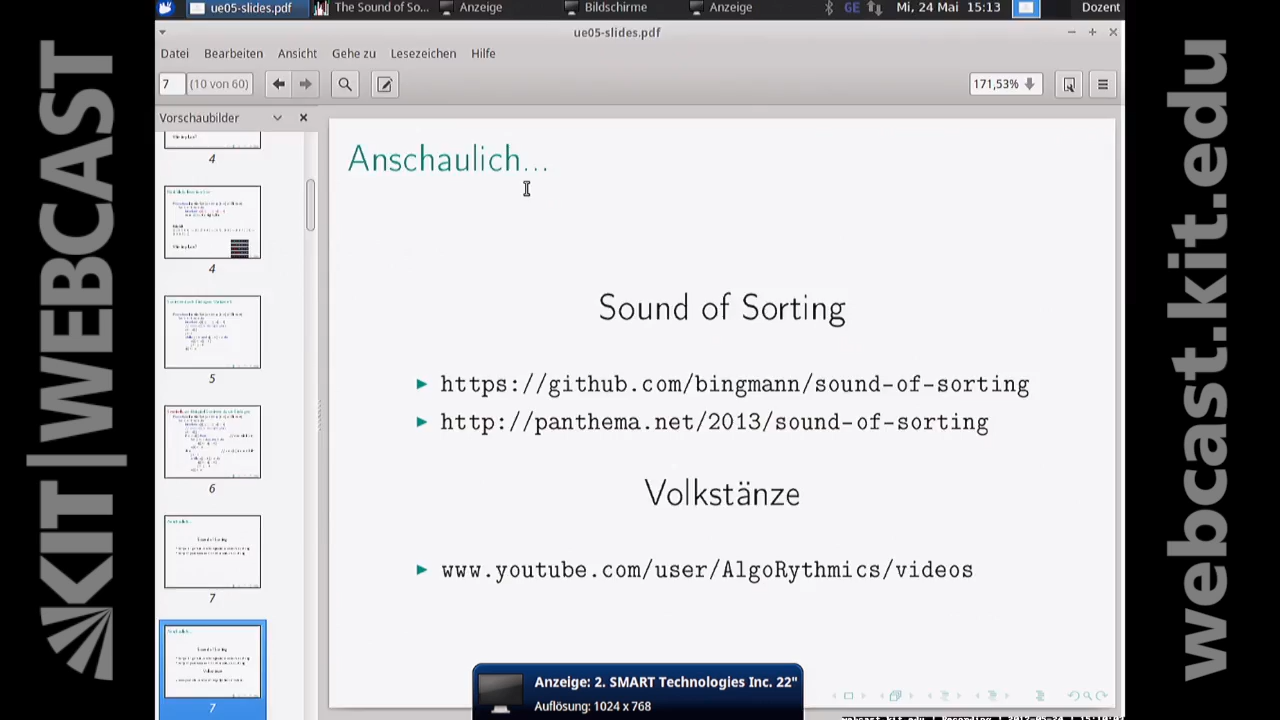 KIT|WEBCAST
ue05-slides.pdf
The Sound of So...
Anzeige
Bildschirme
Anzeige
GE
Mi, 24 Mai
15:13
Dozent
ue05-slides.pdf
Datei
Bearbeiten
Ansicht
Gehe zu
Lesezeichen
Hilfe
7
(10 von 60)
171,53%
Vorschaubilder
4
4
5
6
7
7
Anschaulich...
Sound of Sorting
https://github.com/bingmann/sound-of-sorting
http://panthema.net/2013/sound-of-sorting
Volkstänze
www.youtube.com/user/AlgoRythmics/videos
Anzeige: 2. SMART Technologies Inc. 22"
Auflösung: 1024 x 768
webcast.kit.edu